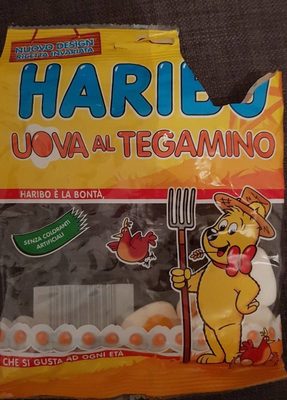 NUOVO DESIGN
RICETTA INVARIATA
HARIBO
UOVA AL TEGAMINO
HARIBO È LA BONTÀ,
SENZA COLORANTI
ARTIFICIALI
CHE SI GUSTA AD OGNI ETÀ